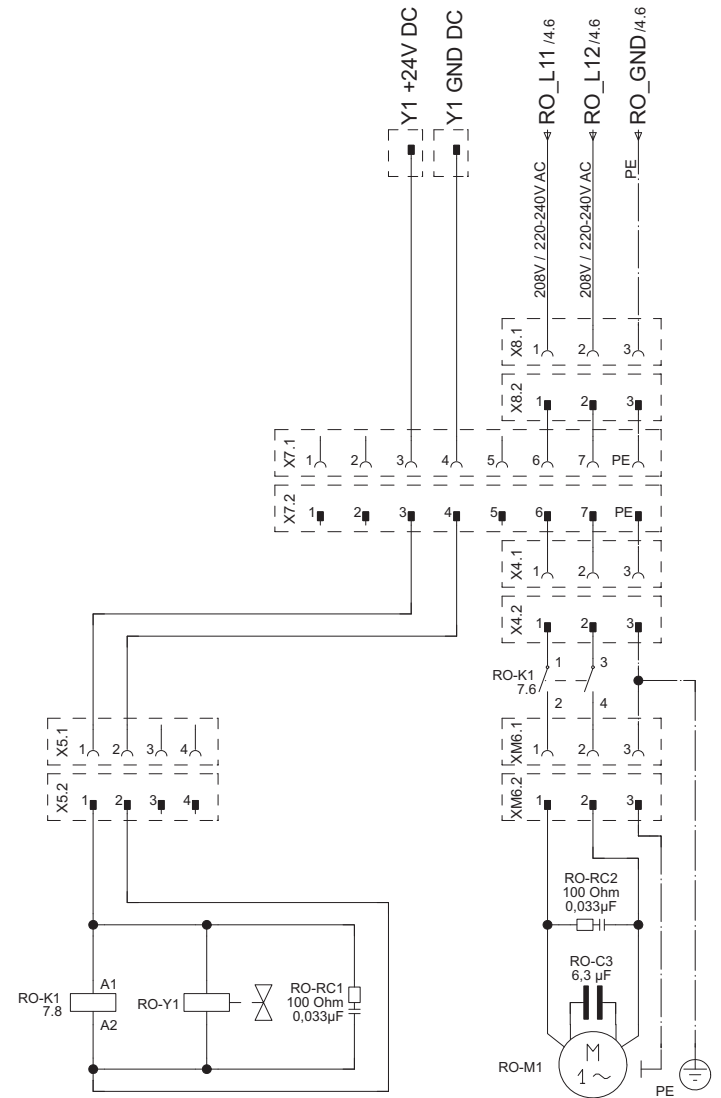 Y1 +24V DC
Y1 GND DC
RO_L11/4.6
RO_L12/4.6
RO_GND/4.6
208V / 220-240V AC
208V / 220-240V AC
PE
X8.1
1 2 3
X8.2
1 2 3
X7.1
1 2 3 4 5 6 7 PE
X7.2
1 2 3 4 5 6 7 PE
X4.1
1 2 3
X4.2
1 2 3
RO-K1
7.6
1 3
2 4
X5.1
1 2 3 4
X5.2
1 2 3 4
XM6.1
1 2 3
XM6.2
1 2 3
RO-RC2
100 Ohm
0,033µF
RO-C3
6,3 µF
RO-K1
7.8
A1
A2
RO-Y1
RO-RC1
100 Ohm
0,033µF
RO-M1
M
1 ~
PE